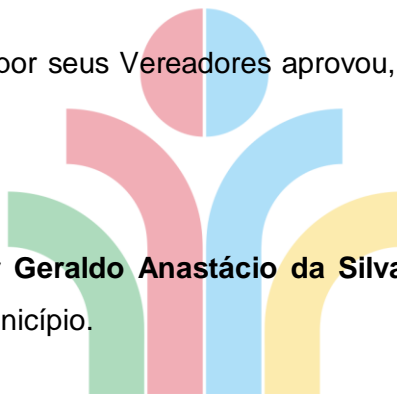 por seus Vereadores aprovou,
Geraldo Anastácio da Silva
nicípio.